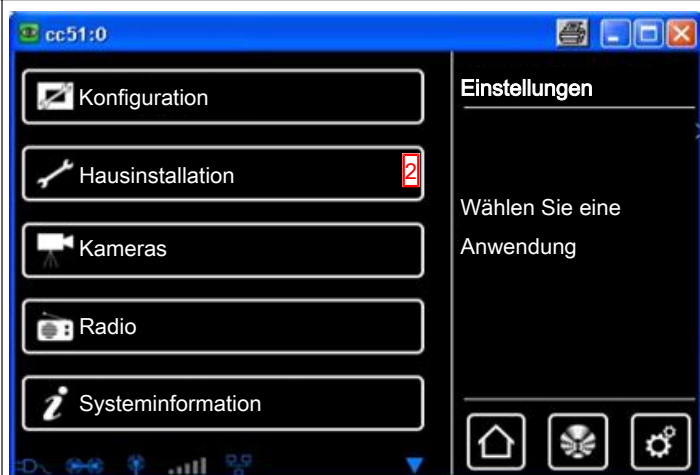 cc51:0
Konfiguration
Hausinstallation
2
Kameras
Radio
Systeminformation
Einstellungen
Wählen Sie eine
Anwendung